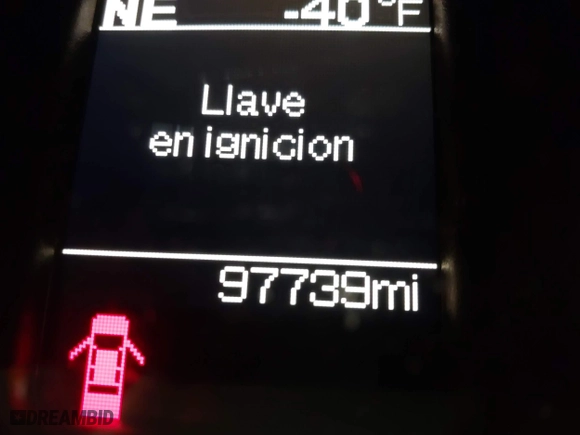 NE -40°F
Llave
en ignicion
97739mi
DREAMBID